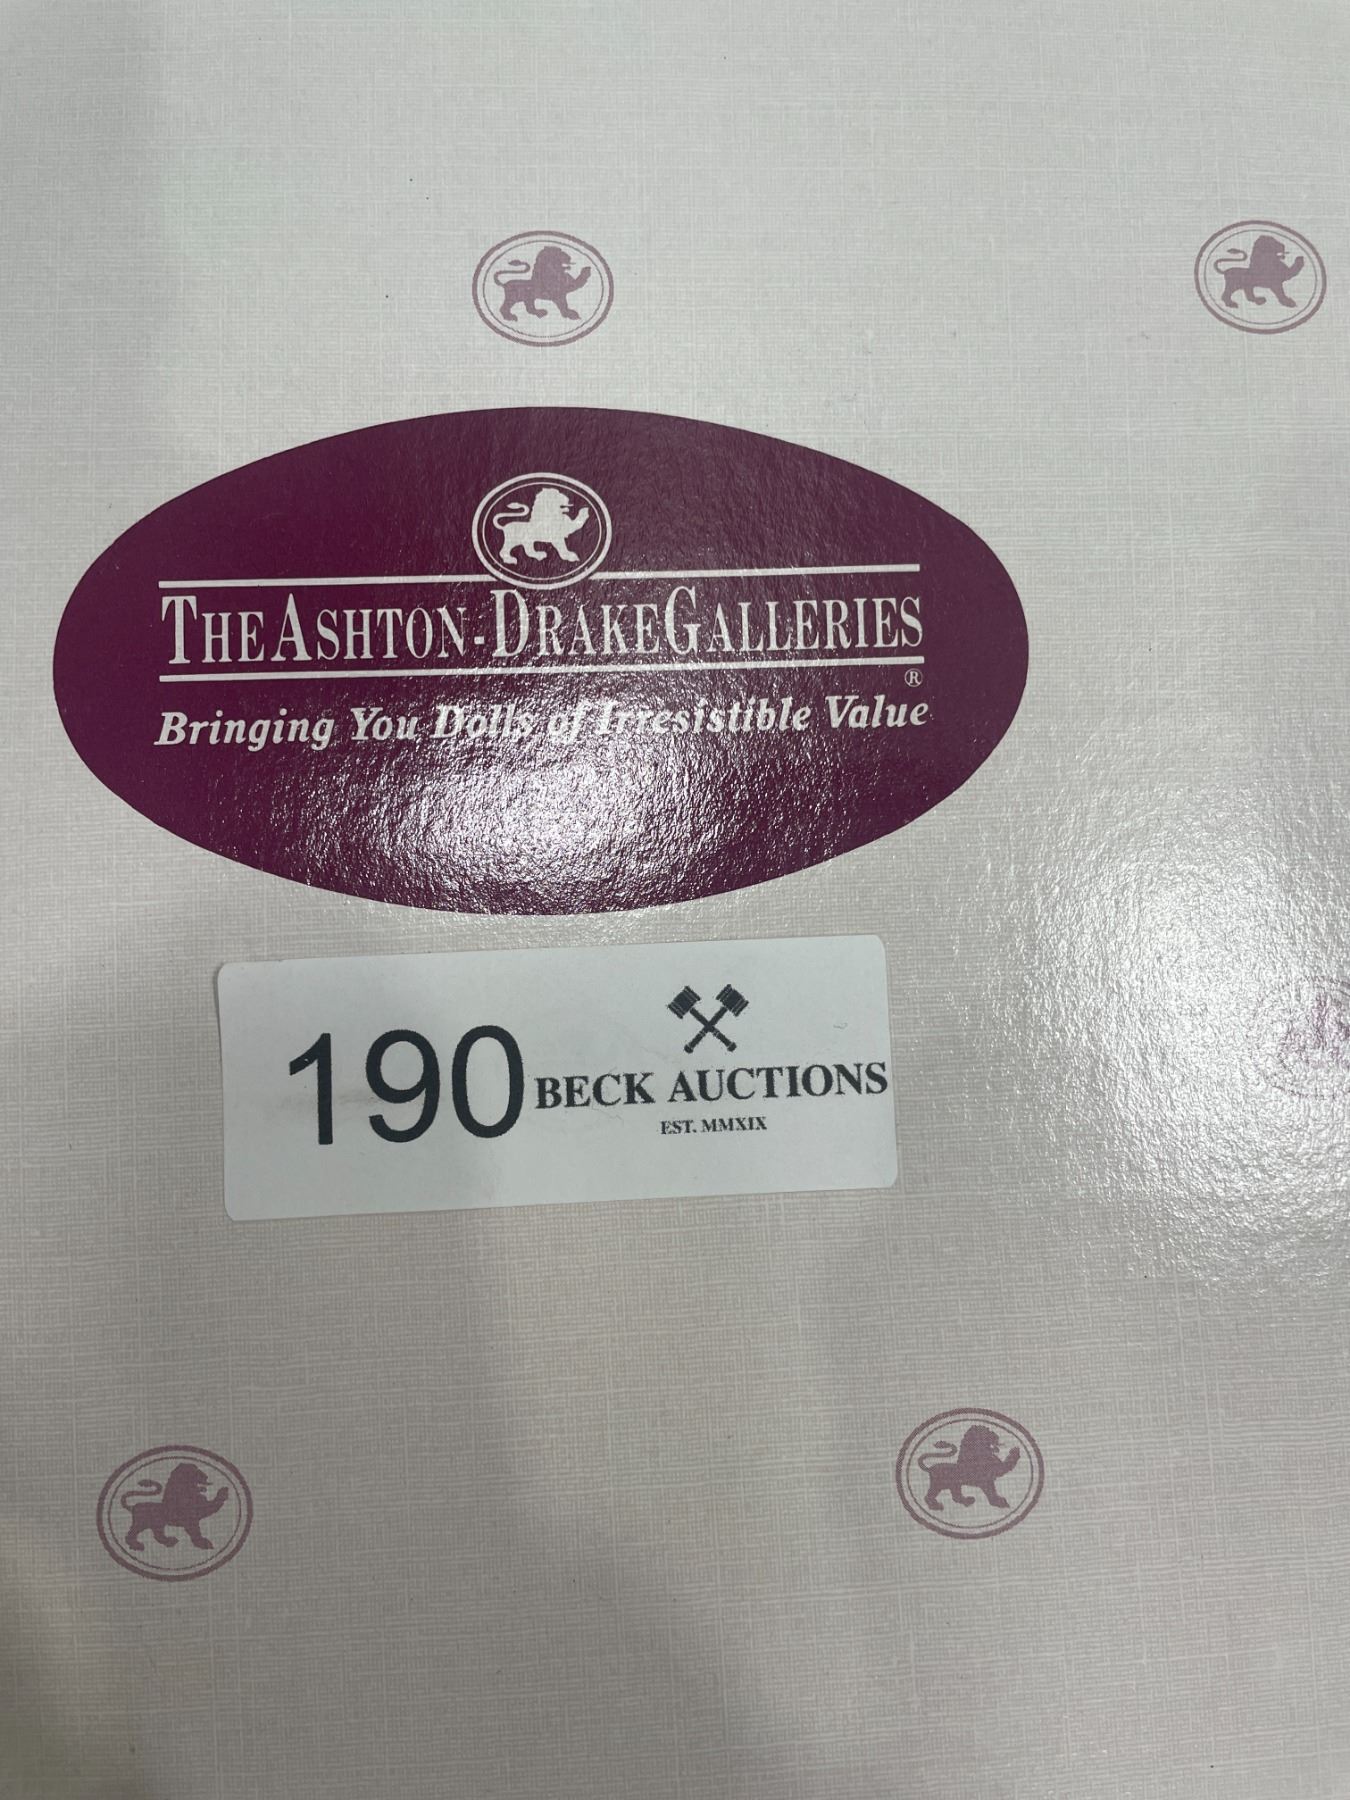 THE ASHTON-DRAKE GALLERIES
®
Bringing You Dolls of Irresistible Value
190
BECK AUCTIONS
EST. MMXIX